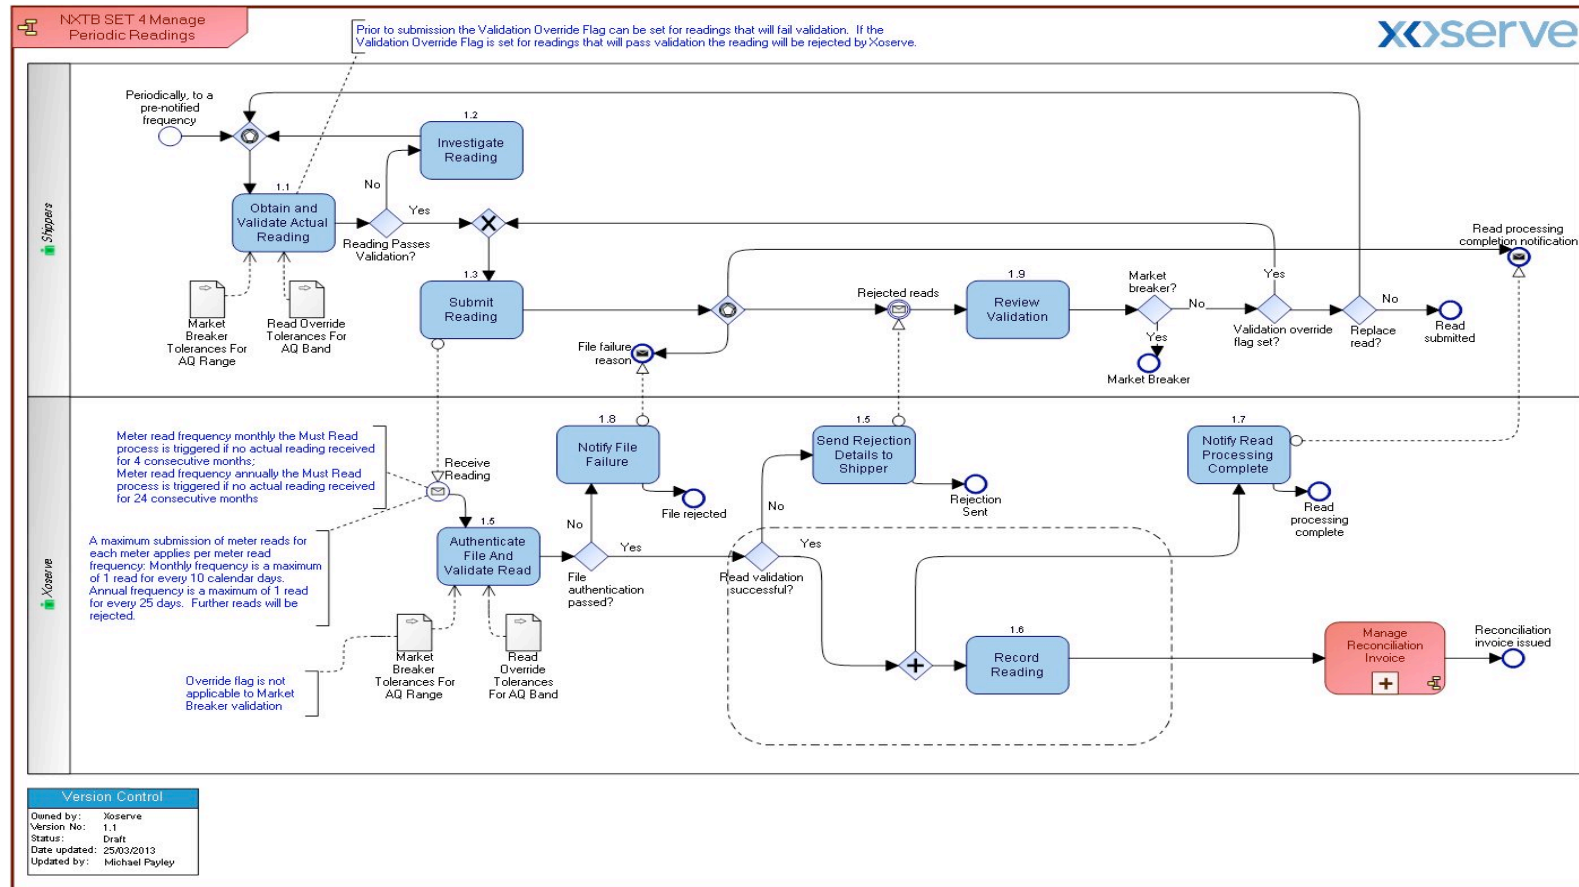 NXTB SET 4 Manage
Periodic Readings
Prior to submission the Validation Override Flag can be set for readings that will fail validation. If the
Validation Override Flag is set for readings that will pass validation the reading will be rejected by Xoserve.
xoserve
Shippers
Periodically, to a
pre-notified
frequency
1.2
Investigate
Reading
No
1.1
Obtain and
Validate Actual
Reading
Yes
Reading Passes
Validation?
Market
Breaker
Tolerances For
AQ Range
Read Override
Tolerances For
AQ Band
1.3
Submit
Reading
File failure
reason
Rejected reads
1.9
Review
Validation
Market
breaker?
No
Yes
Market Breaker
Yes
Validation override
flag set?
Replace
read?
No
Read
submitted
Read processing
completion notification
Xoserve
Meter read frequency monthly the Must Read
process is triggered if no actual reading received
for 4 consecutive months;
Meter read frequency annually the Must Read
process is triggered if no actual reading received
for 24 consecutive months
Receive
Reading
A maximum submission of meter reads for
each meter applies per meter read
frequency: Monthly frequency is a maximum
of 1 read for every 10 calendar days.
Annual frequency is a maximum of 1 read
for every 25 days. Further reads will be
rejected.
1.5
Authenticate
File And
Validate Read
Override flag is not
applicable to Market
Breaker validation
Market
Breaker
Tolerances For
AQ Range
Read
Override
Tolerances
For AQ Band
File
authentication
passed?
No
Yes
1.8
Notify File
Failure
File rejected
Read validation
successful?
No
Yes
1.5
Send Rejection
Details to
Shipper
Rejection
Sent
1.7
Notify Read
Processing
Complete
Read
processing
complete
1.6
Record
Reading
Manage
Reconciliation
Invoice
Reconciliation
invoice issued
Version Control
Owned by: Xoserve
Version No: 1.1
Status: Draft
Date updated: 25/03/2013
Updated by: Michael Payley